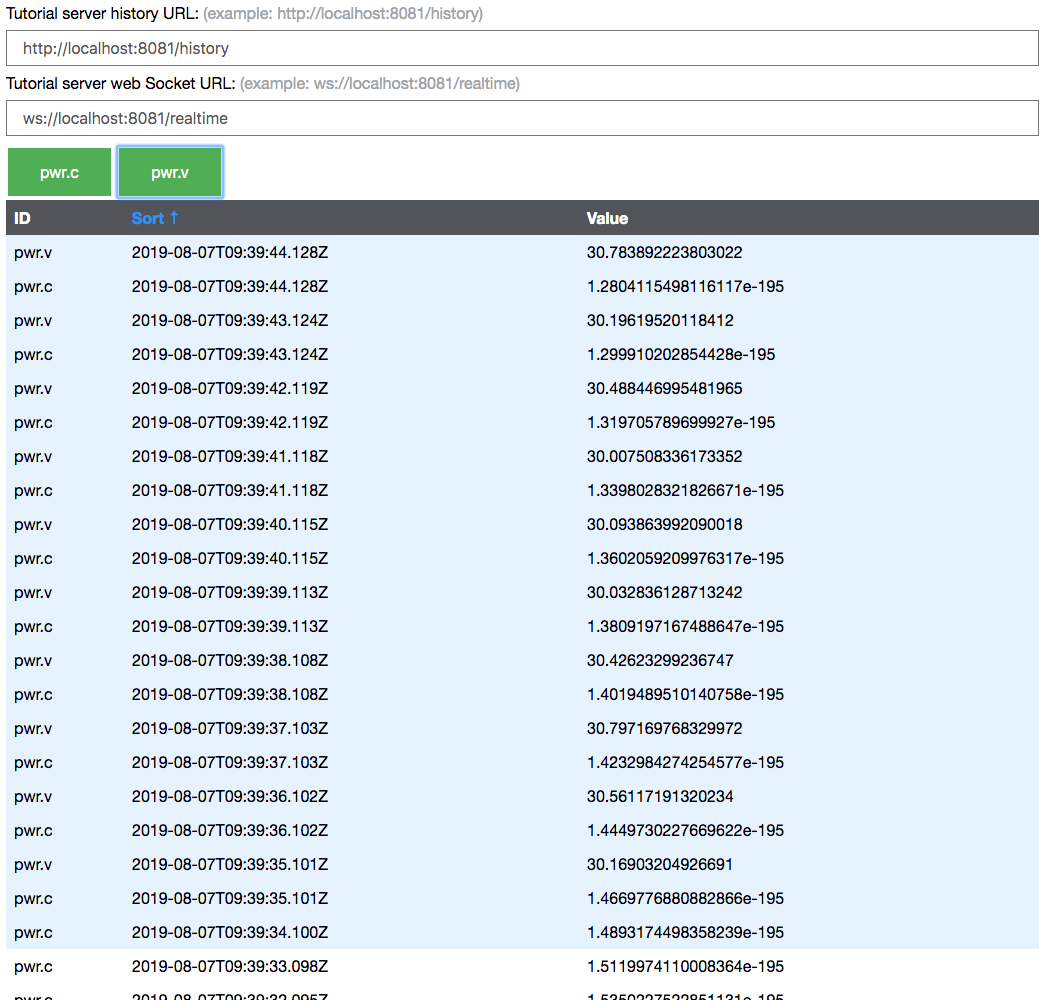 Tutorial server history URL: (example: http://localhost:8081/history)
http://localhost:8081/history
Tutorial server web Socket URL: (example: ws://localhost:8081/realtime)
ws://localhost:8081/realtime
pwr.c pwr.v
ID Sort ↑ Value
pwr.v 2019-08-07T09:39:44.128Z 30.783892223803022
pwr.c 2019-08-07T09:39:44.128Z 1.2804115498116117e-195
pwr.v 2019-08-07T09:39:43.124Z 30.19619520118412
pwr.c 2019-08-07T09:39:43.124Z 1.299910202854428e-195
pwr.v 2019-08-07T09:39:42.119Z 30.488446995481965
pwr.c 2019-08-07T09:39:42.119Z 1.319705789699927e-195
pwr.v 2019-08-07T09:39:41.118Z 30.007508336173352
pwr.c 2019-08-07T09:39:41.118Z 1.3398028321826671e-195
pwr.v 2019-08-07T09:39:40.115Z 30.093863992090018
pwr.c 2019-08-07T09:39:40.115Z 1.3602059209976317e-195
pwr.v 2019-08-07T09:39:39.113Z 30.032836128713242
pwr.c 2019-08-07T09:39:39.113Z 1.3809197167488647e-195
pwr.v 2019-08-07T09:39:38.108Z 30.42623299236747
pwr.c 2019-08-07T09:39:38.108Z 1.4019489510140758e-195
pwr.v 2019-08-07T09:39:37.103Z 30.797169768329972
pwr.c 2019-08-07T09:39:37.103Z 1.4232984274254577e-195
pwr.v 2019-08-07T09:39:36.102Z 30.56117191320234
pwr.c 2019-08-07T09:39:36.102Z 1.4449730227669622e-195
pwr.v 2019-08-07T09:39:35.101Z 30.16903204926691
pwr.c 2019-08-07T09:39:35.101Z 1.4669776880882866e-195
pwr.c 2019-08-07T09:39:34.100Z 1.4893174498358239e-195
pwr.c 2019-08-07T09:39:33.098Z 1.5119974110008364e-195
pwr.c 2019-08-07T09:39:32.095Z